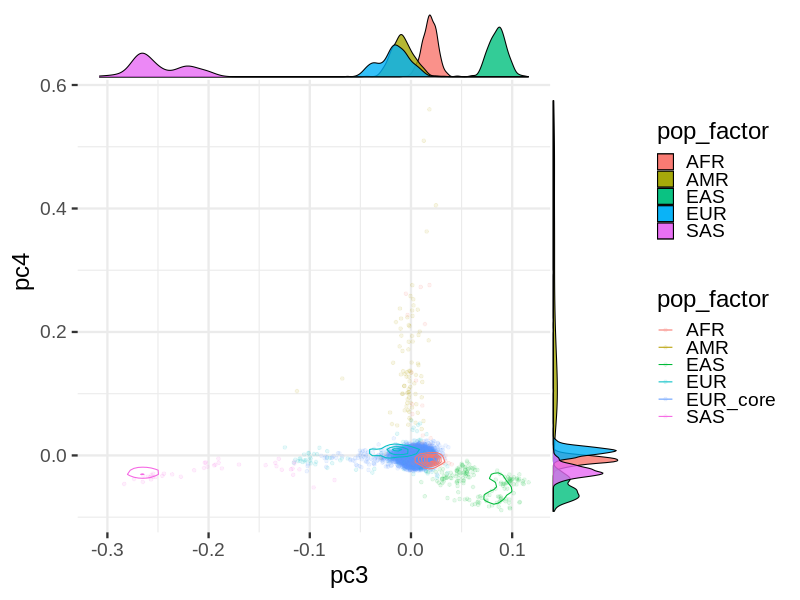 0.6
0.4
0.2
0.0
pc4
-0.3
-0.2
-0.1
0.0
0.1
pc3
pop_factor
AFR
AMR
EAS
EUR
SAS
pop_factor
AFR
AMR
EAS
EUR
EUR_core
SAS